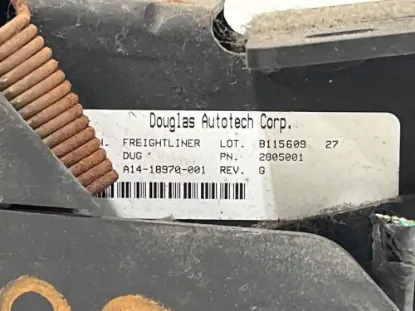 Douglas Autotech Corp.
N. FREIGHTLINER LOT. B115609 27
DUG PN. 2805001
A14-18970-001 REV. G